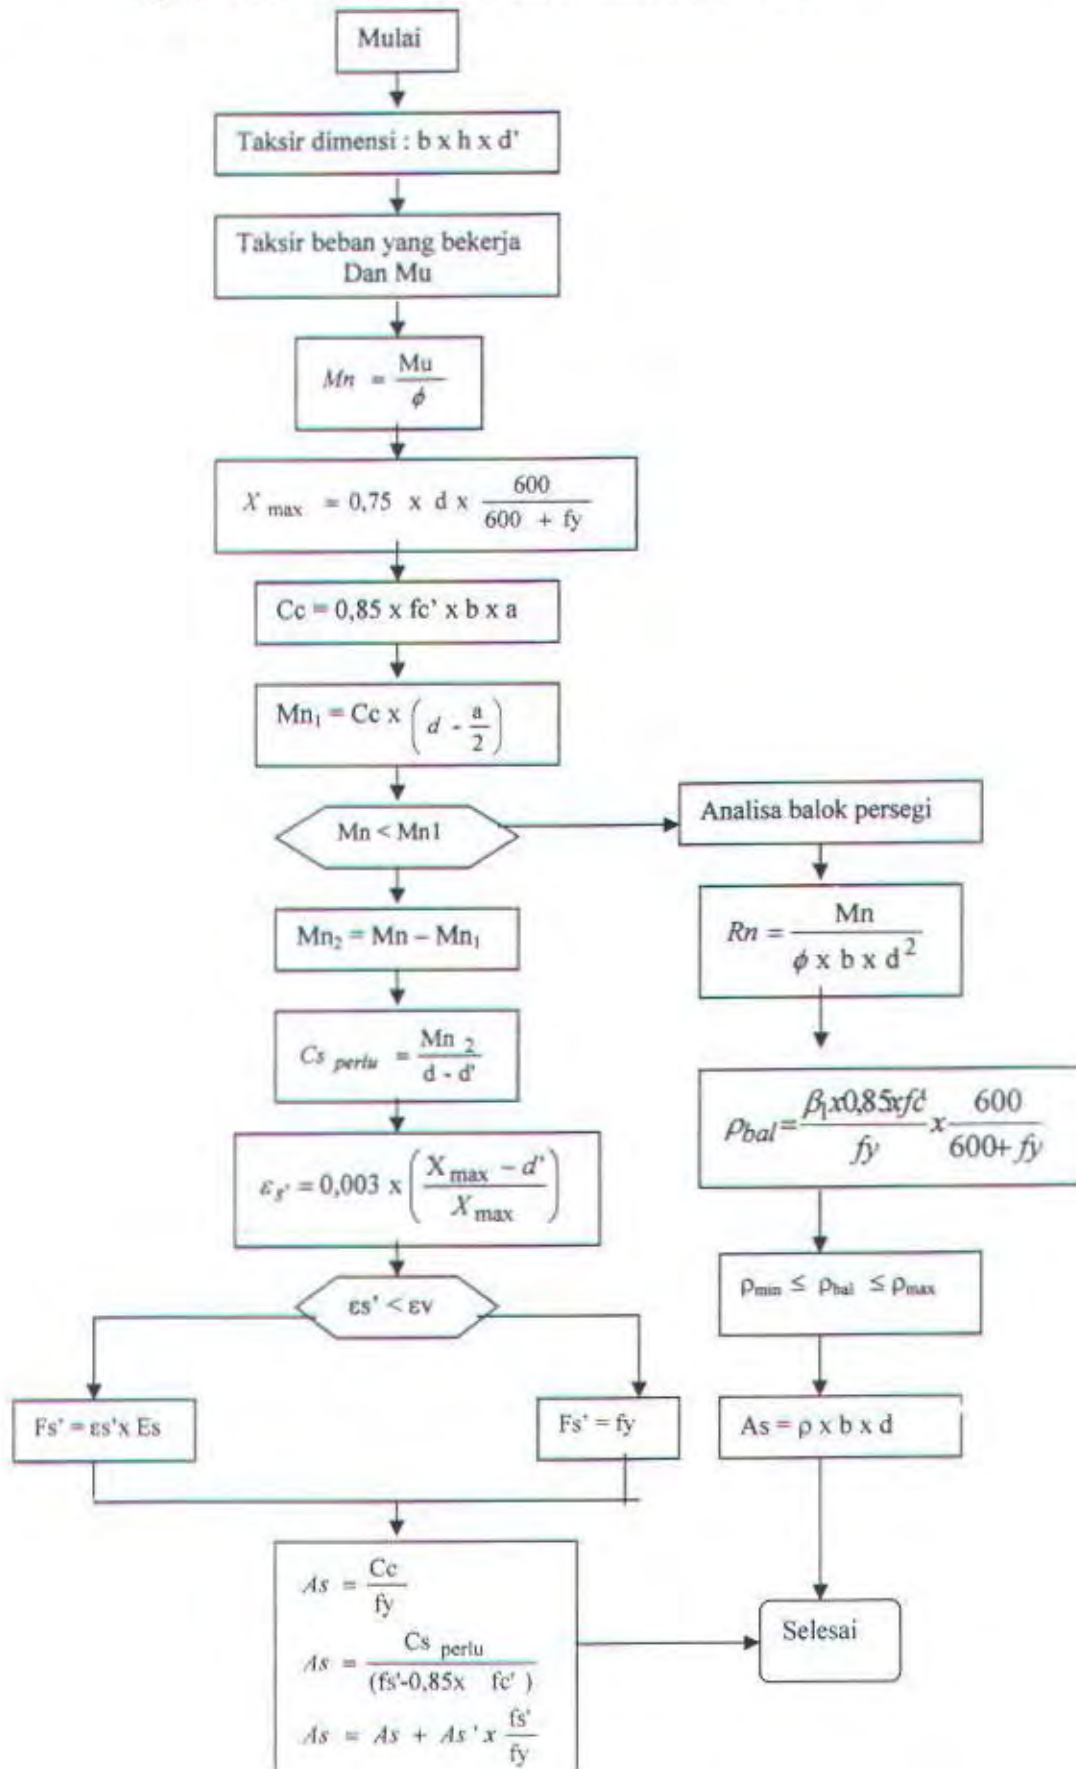 Mulai
Taksir dimensi : b x h x d'
Taksir beban yang bekerja
Dan Mu
Mn = Mu / ϕ
X max = 0,75 x d x 600 / 600 + fy
Cc = 0,85 x fc' x b x a
Mn₁ = Cc x ( d - a / 2 )
Mn < Mn1
Mn₂ = Mn – Mn₁
Cs perlu = Mn 2 / d - d'
εs' = 0,003 x ( Xmax – d' / Xmax )
εs' < εv
Fs' = εs'x Es
Fs' = fy
As = Cc / fy
As = Cs perlu / (fs'-0,85x fc' )
As = As + As ' x fs' / fy
Analisa balok persegi
Rn = Mn / ϕ x b x d²
ρbal = β₁x0,85xfc' / fy x 600 / 600+ fy
ρmin ≤ ρbal ≤ ρmax
As = ρ x b x d
Selesai